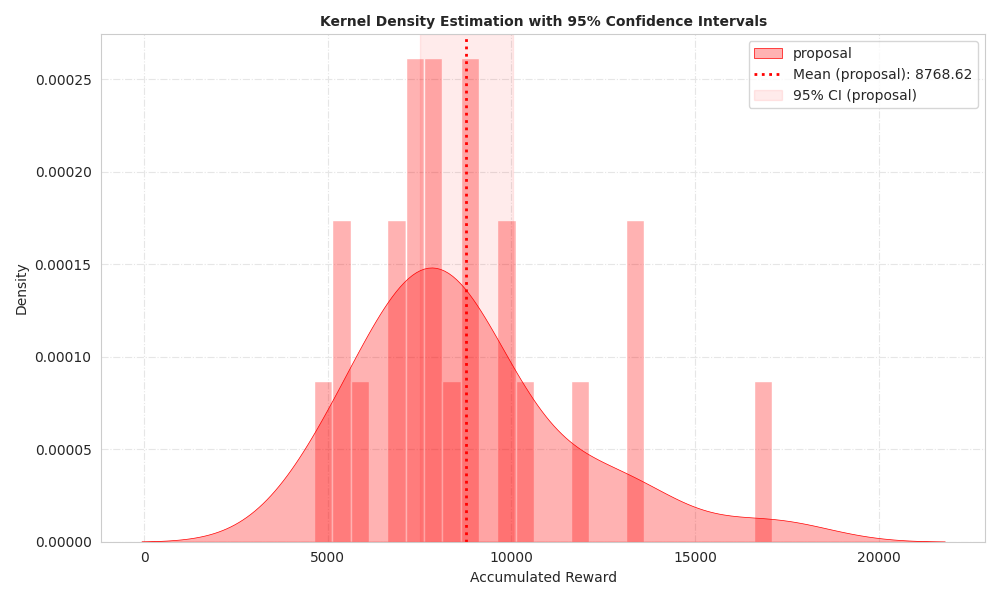 Kernel Density Estimation with 95% Confidence Intervals
proposal
Mean (proposal): 8768.62
95% CI (proposal)
Density
0.00025
0.00020
0.00015
0.00010
0.00005
0.00000
0
5000
10000
15000
20000
Accumulated Reward